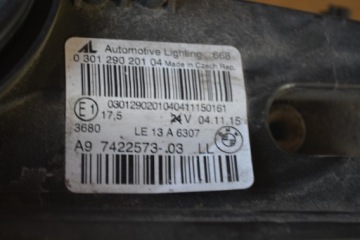 AL Automotive Lighting 668
0 301 290 201 04 Made in Czech Rep.
E1
0301290201040411150161
17,5
24 V 04.11.15
3680
LE 13 A 6307
A9 7422573-.03 LL